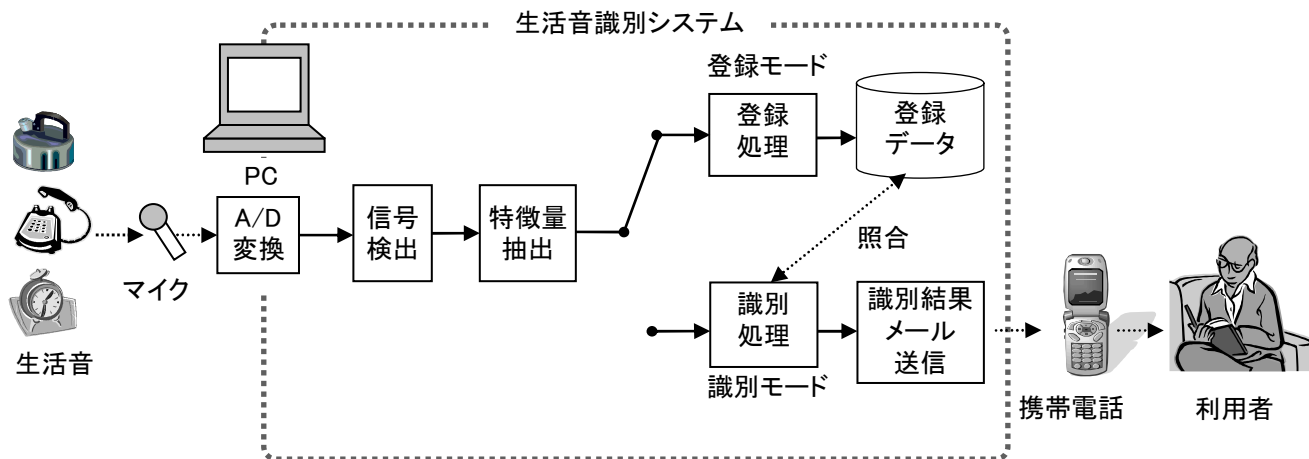 生活音識別システム
登録モード
登録
処理
登録
データ
PC
A/D
変換
信号
検出
特徴量
抽出
照合
マイク
生活音
識別
処理
識別結果
メール
送信
識別モード
携帯電話
利用者